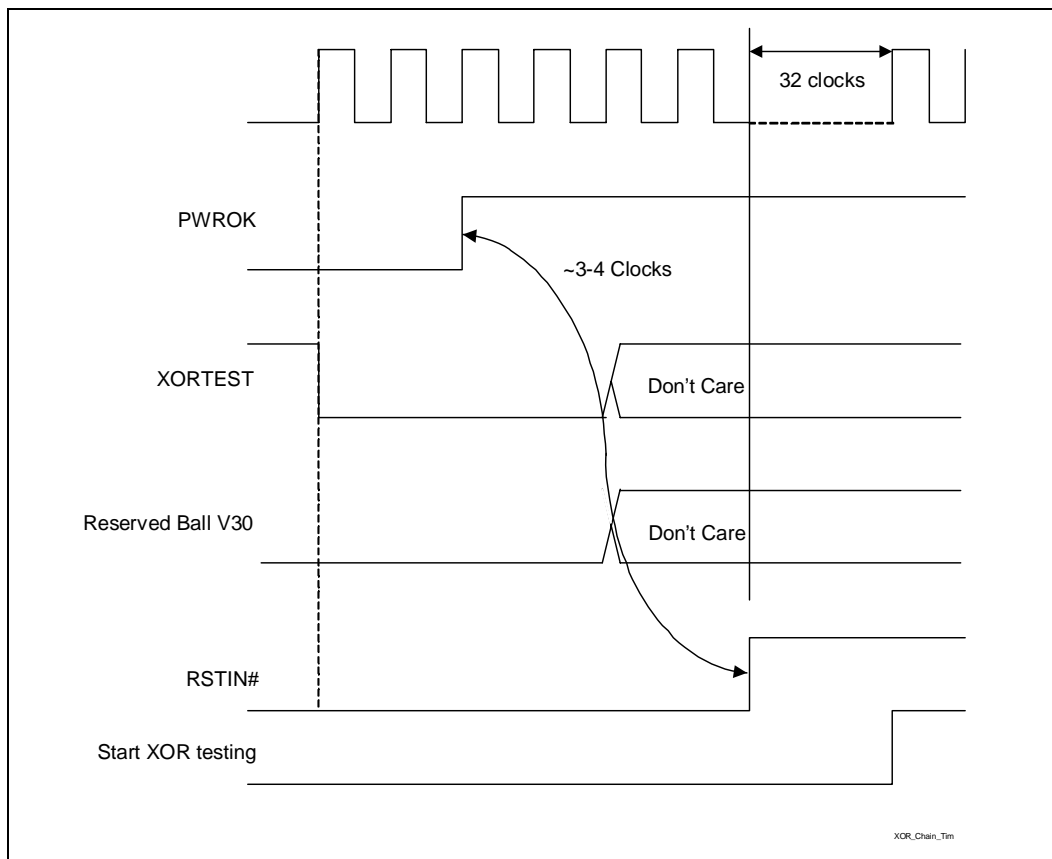 32 clocks
PWROK
~3-4 Clocks
XORTEST
Don't Care
Reserved Ball V30
Don't Care
RSTIN#
Start XOR testing
XOR_Chain_Tim